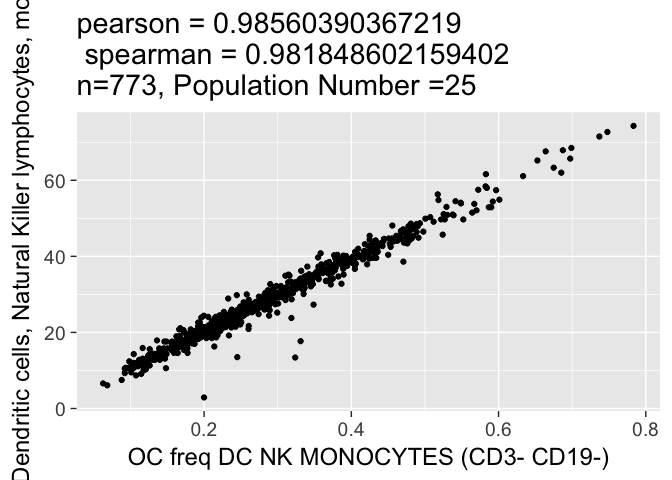 pearson = 0.98560390367219
spearman = 0.981848602159402
n=773, Population Number =25
Dendritic cells, Natural Killer lymphocytes,
60
40
20
0
0.2
0.4
0.6
0.8
OC freq DC NK MONOCYTES (CD3- CD19-)